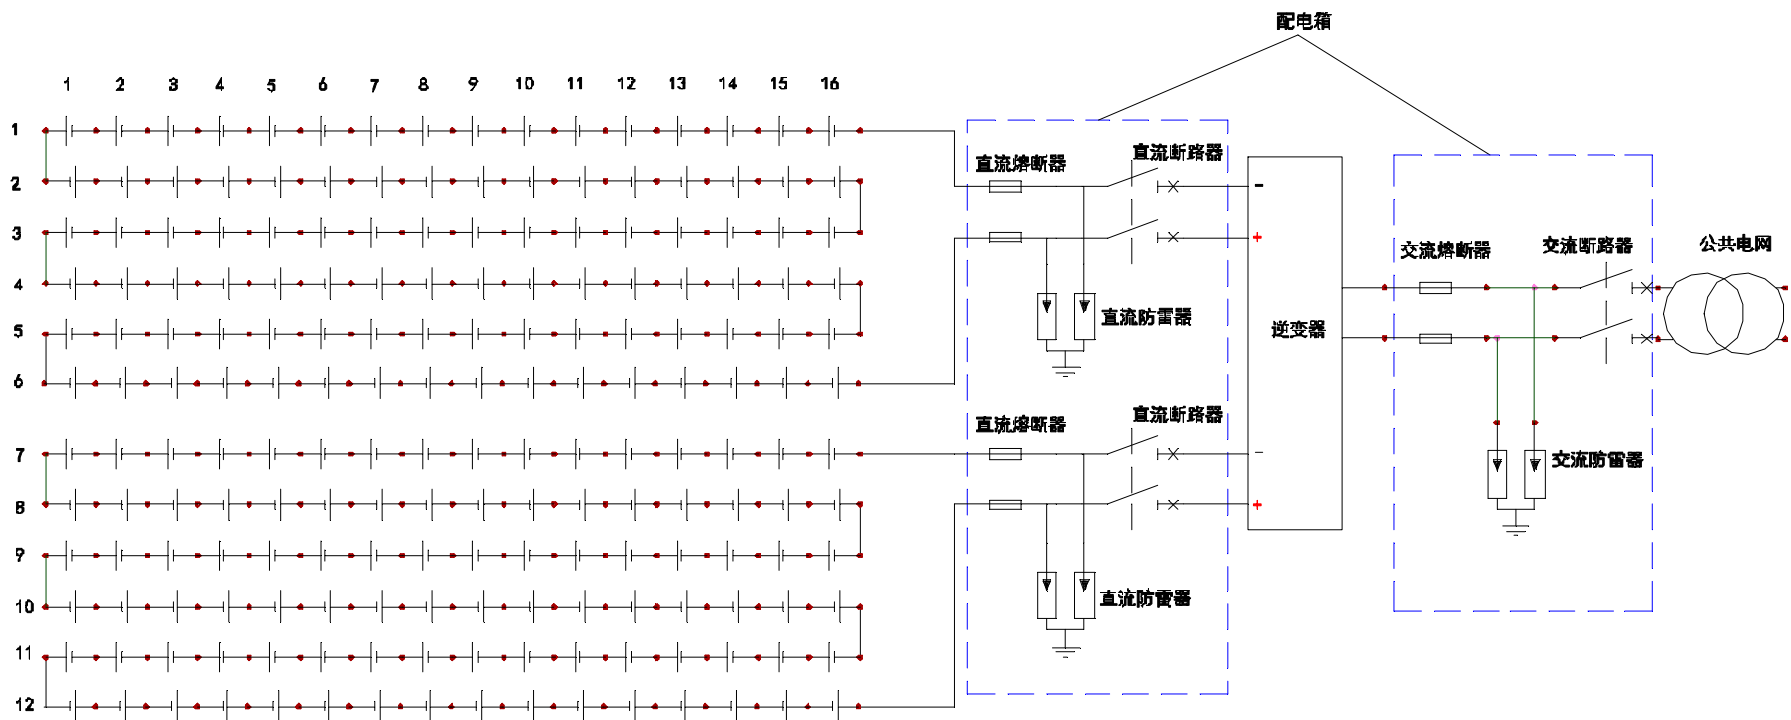 配电箱
1 2 3 4 5 6 7 8 9 10 11 12 13 14 15 16
1
2
3
4
5
6
7
8
9
10
11
12
直流熔断器
直流断路器
-
+
直流防雷器
直流熔断器
直流断路器
-
+
直流防雷器
逆变器
交流熔断器
交流断路器
公共电网
交流防雷器